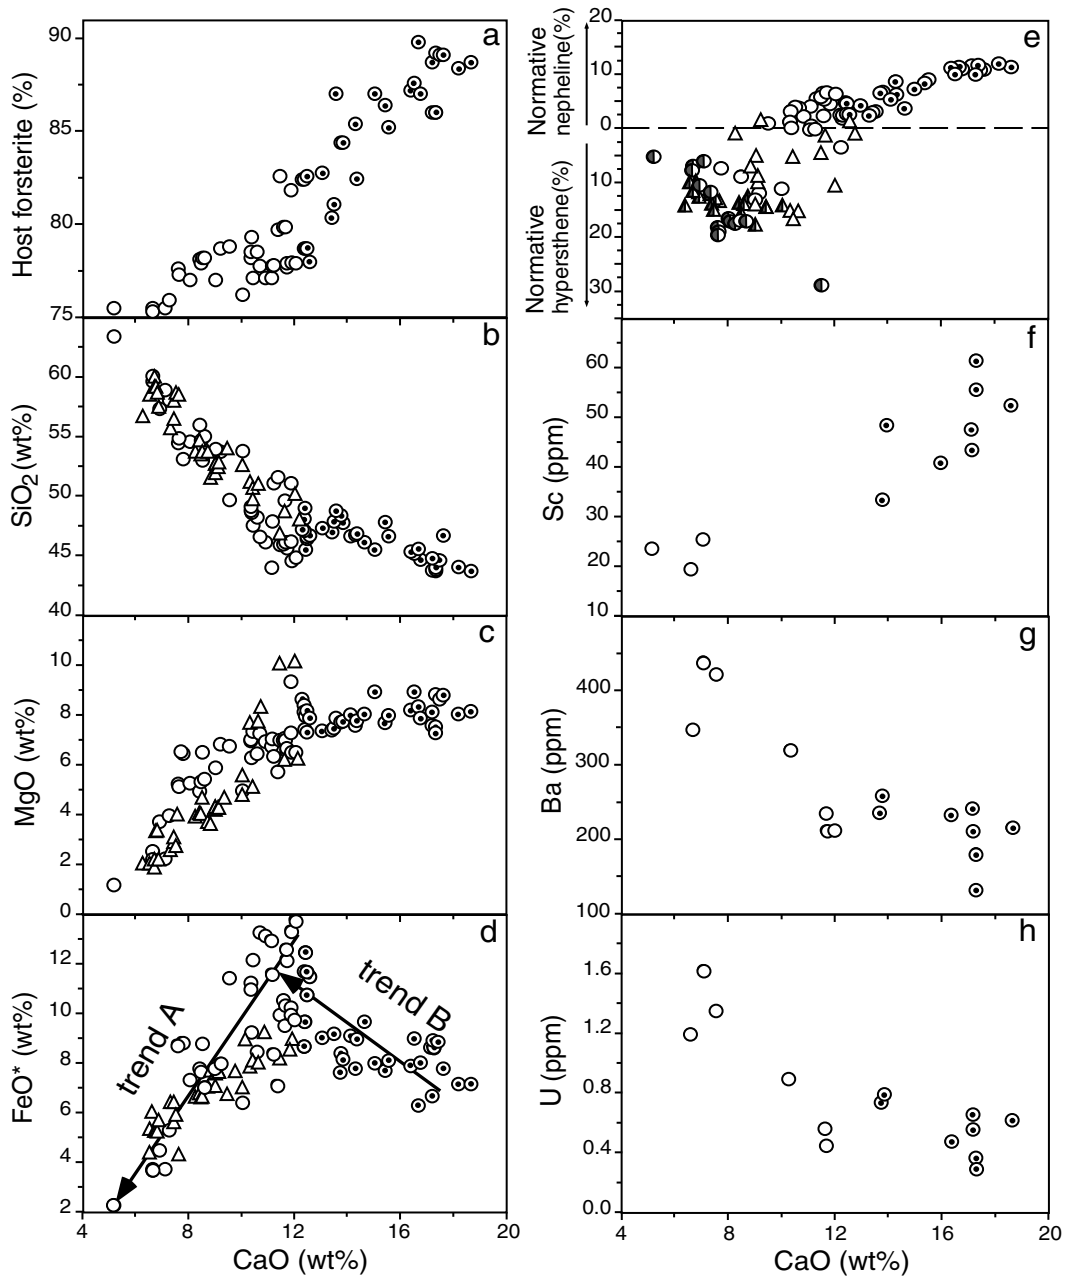 a
90
85
80
75
Host forsterite (%)
b
60
55
50
45
40
SiO2 (wt%)
c
10
8
6
4
2
0
MgO (wt%)
d
12
10
8
6
4
2
FeO* (wt%)
trend A
trend B
4
8
12
16
20
CaO (wt%)
e
20
10
0
10
20
30
Normative
nepheline(%)
Normative
hypersthene(%)
f
60
50
40
30
20
10
Sc (ppm)
g
400
300
200
100
Ba (ppm)
h
1.6
1.2
0.8
0.4
0.0
U (ppm)
4
8
12
16
20
CaO (wt%)